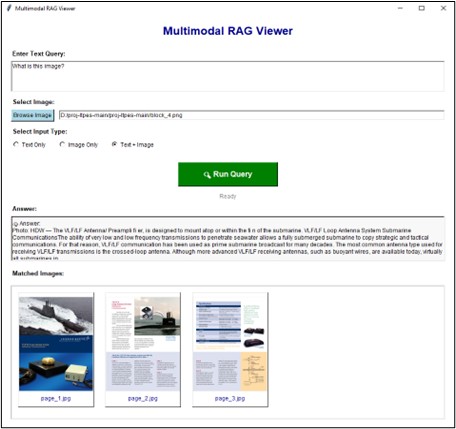 Multimodal RAG Viewer
Multimodal RAG Viewer
Enter Text Query:
What is this image?
Select Image:
Browse Image D:/proj-ftpes-main/proj-ftpes-main/block_4.png
Select Input Type:
Text Only Image Only Text + Image
Run Query
Ready
Answer:
Answer:
Photo: HDW — The VLF/LF Antenna/ Preamplifier, is designed to mount atop or within the fin of the submarine. VLF/LF Loop Antenna System Submarine
CommunicationsThe ability of very low and low frequency transmissions to penetrate seawater allows a fully submerged submarine to copy strategic and tactical
communications. For that reason, VLF/LF communication has been used as prime submarine broadcast for many decades. The most common antenna type used for
receiving VLF/LF transmissions is the crossed-loop antenna. Although more advanced VLF/LF receiving antennas, such as buoyant wires, are available today, virtually
all submarines in
Matched Images:
page_1.jpg page_2.jpg page_3.jpg